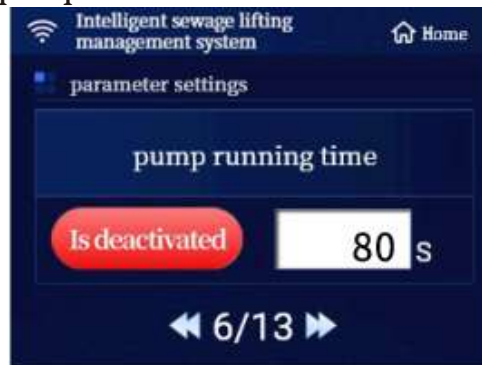 Intelligent sewage lifting
management system
Home
parameter settings
pump running time
Is deactivated
80 s
6/13